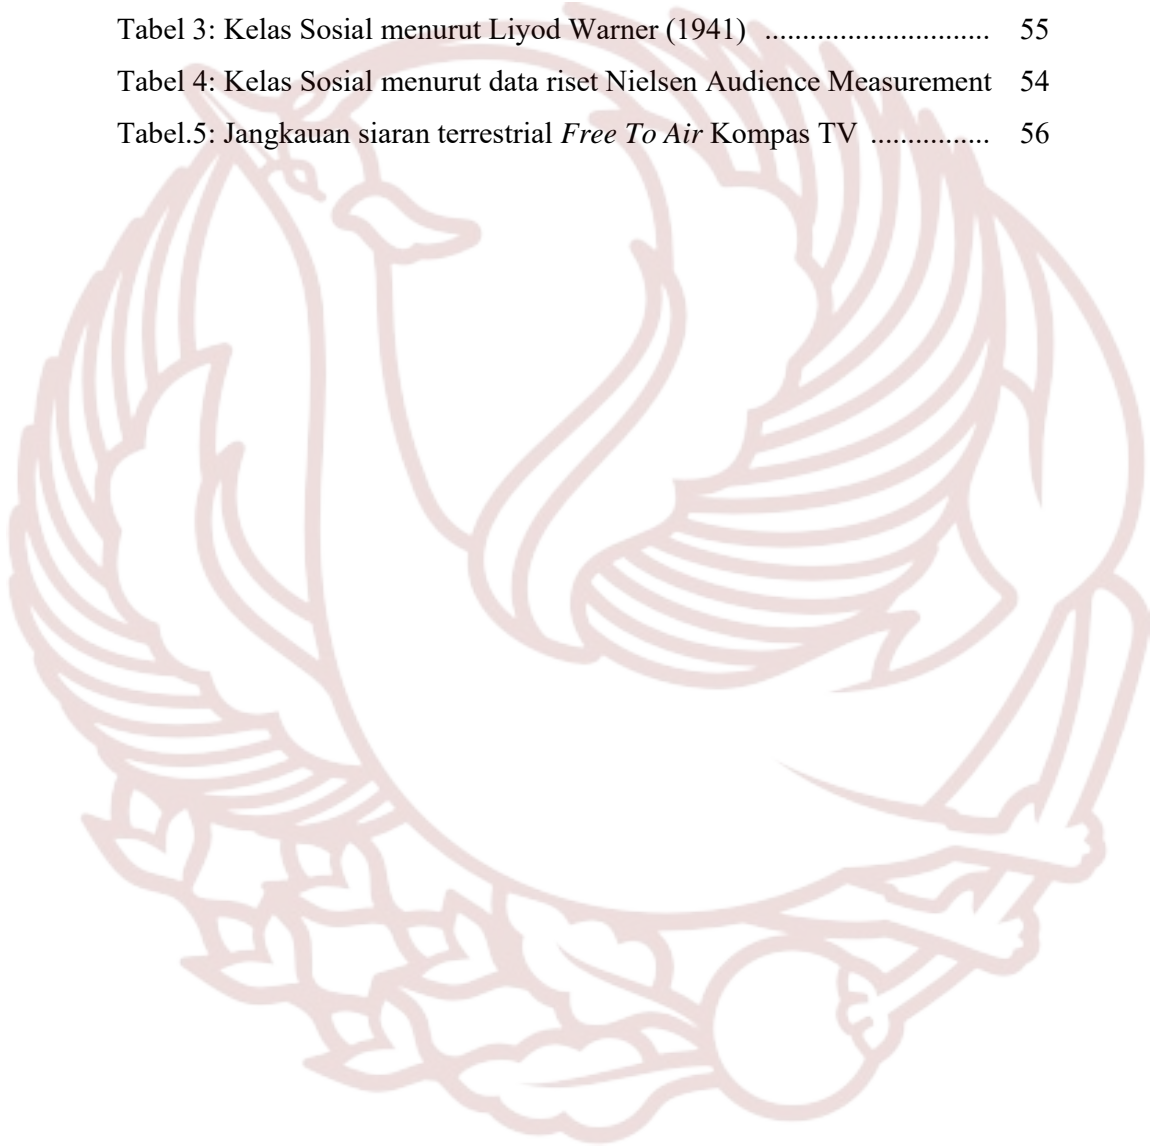 Tabel 3: Kelas Sosial menurut Liyod Warner (1941) .............................. 55
Tabel 4: Kelas Sosial menurut data riset Nielsen Audience Measurement 54
Tabel.5: Jangkauan siaran terrestrial Free To Air Kompas TV ................ 56